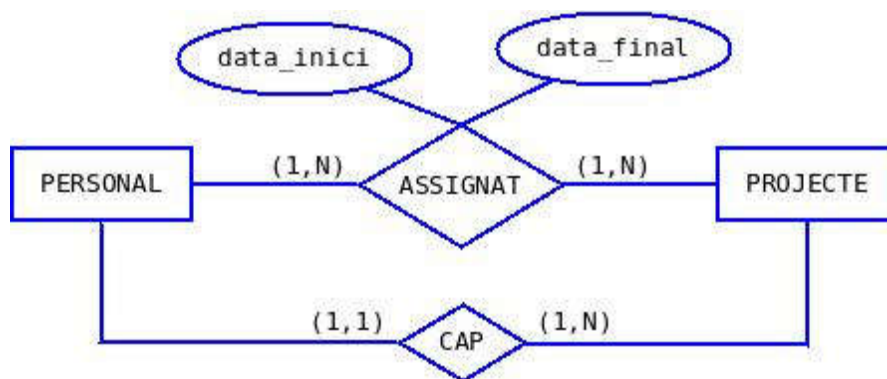 data_inici
data_final
(1,N)
(1,N)
PERSONAL
ASSIGNAT
PROJECTE
(1,1)
(1,N)
CAP